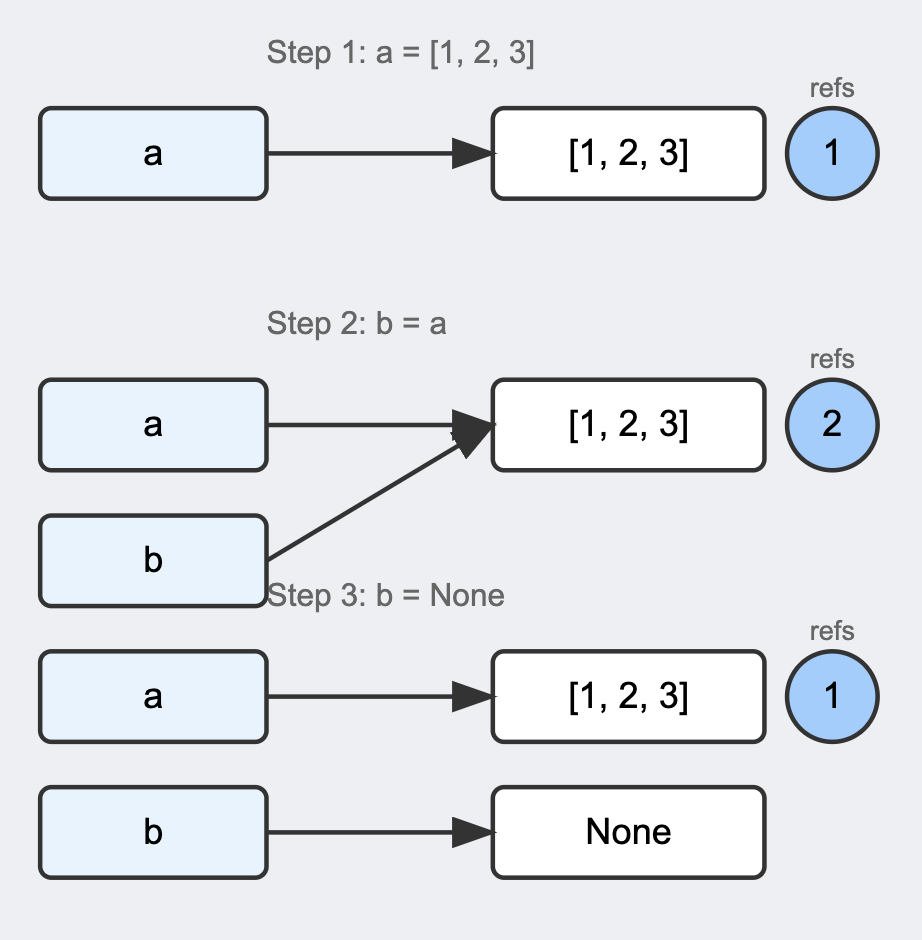 Step 1: a = [1, 2, 3]
refs
a
[1, 2, 3]
1
Step 2: b = a
refs
a
[1, 2, 3]
2
b
Step 3: b = None
refs
a
[1, 2, 3]
1
b
None